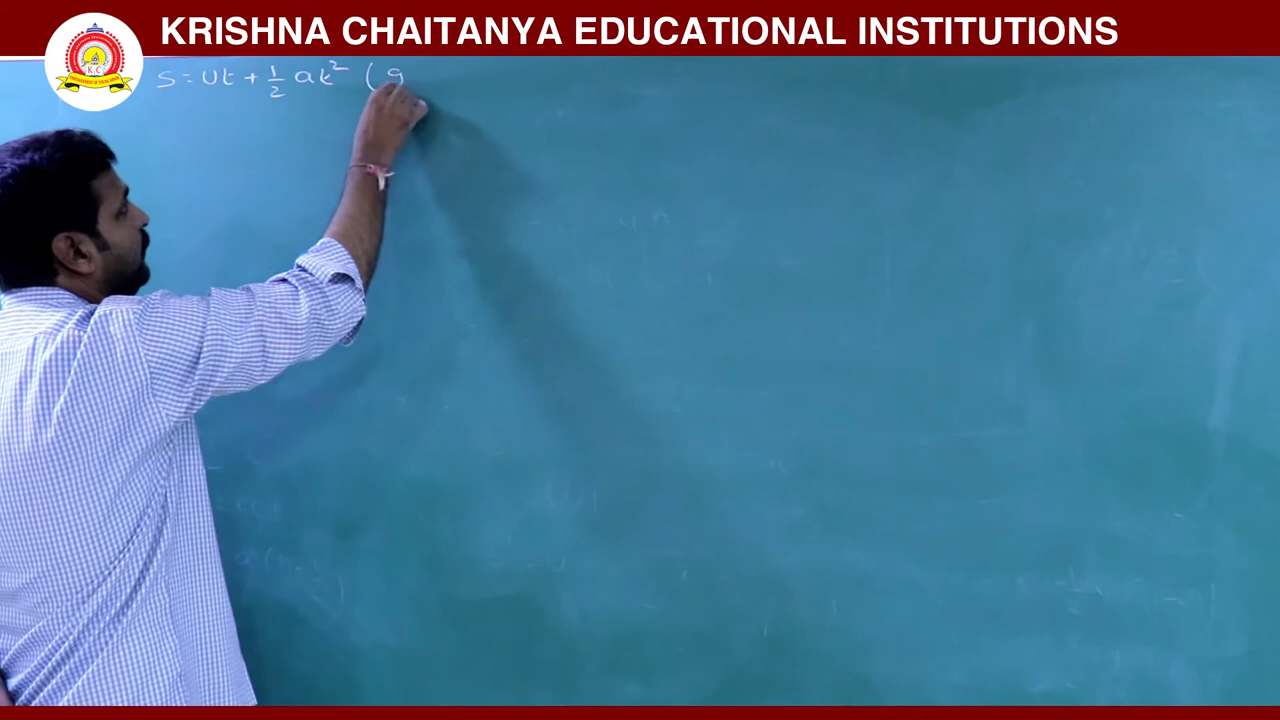 KRISHNA CHAITANYA EDUCATIONAL INSTITUTIONS
K C
S = Ut + 1/2 at² ( g